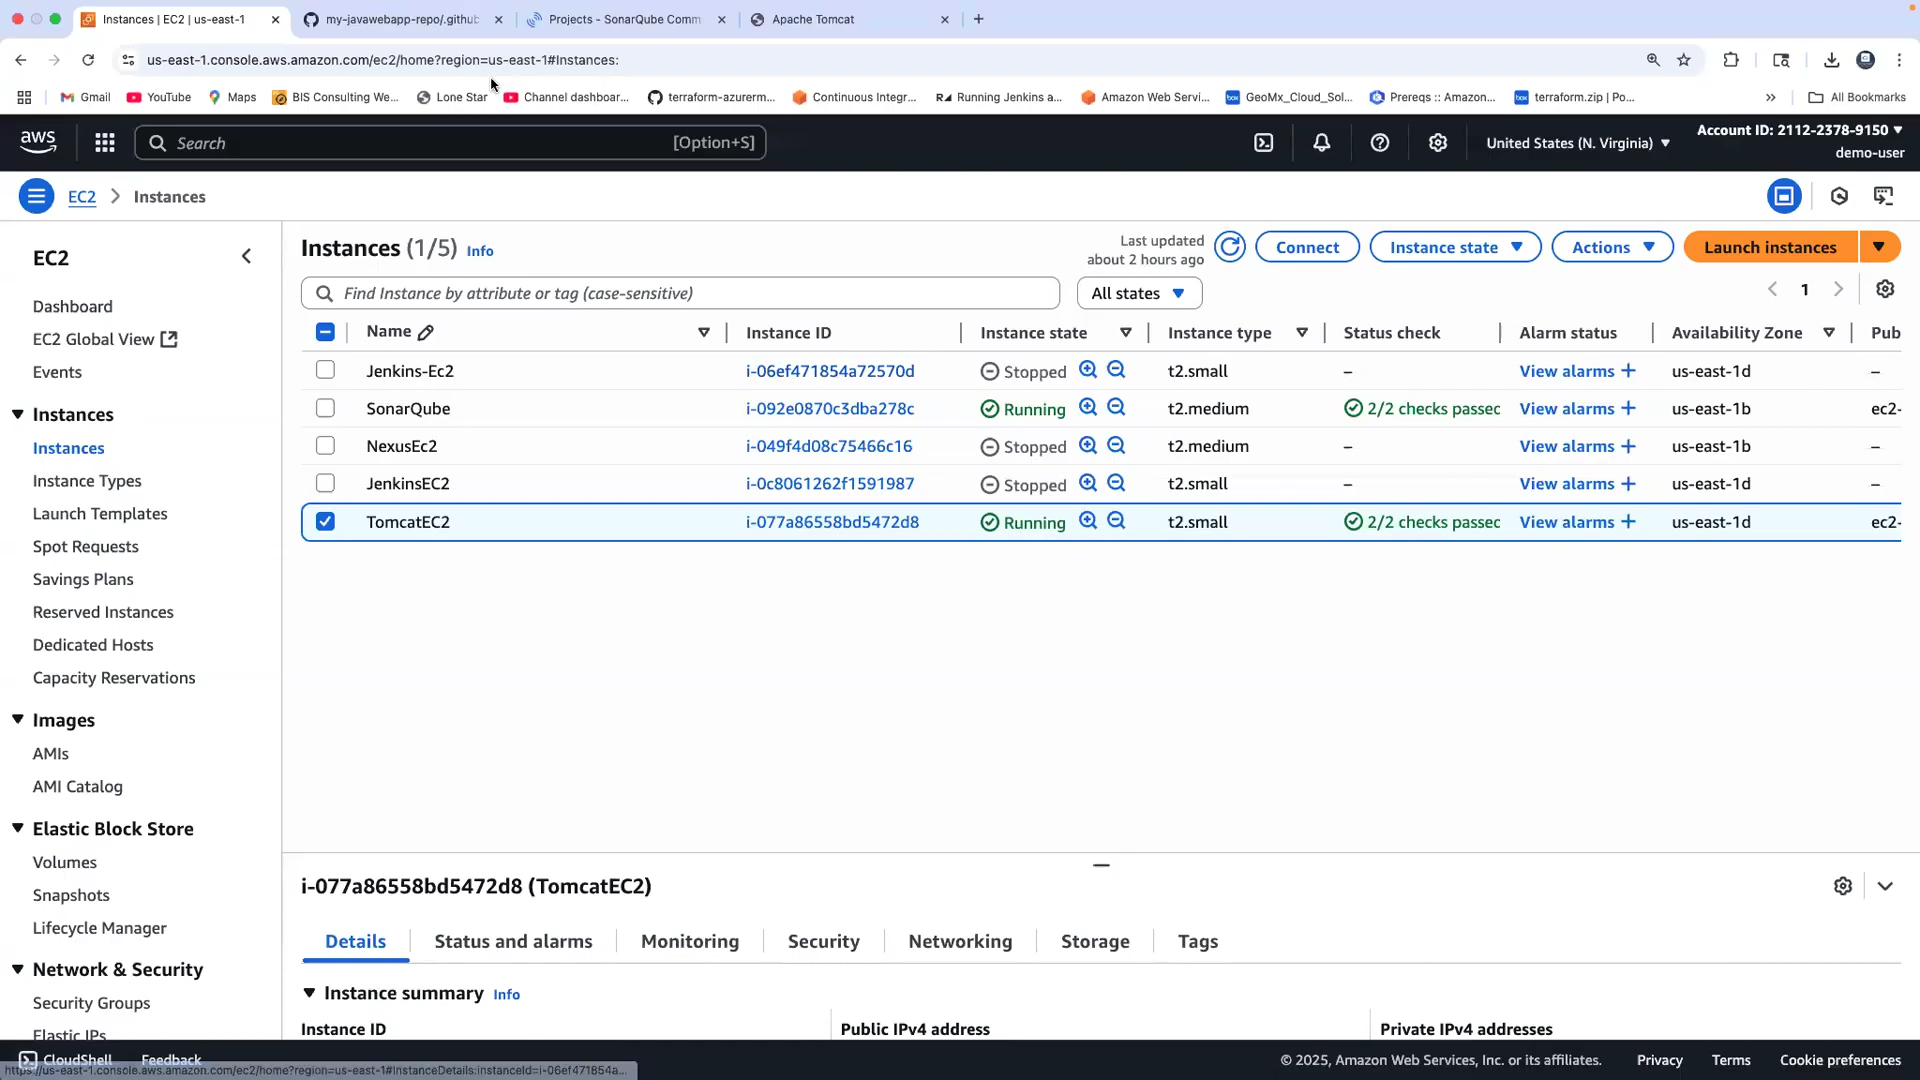 Instances | EC2 | us-east-1
my-javawebapp-repo/.github
Projects - SonarQube Comm
Apache Tomcat
us-east-1.console.aws.amazon.com/ec2/home?region=us-east-1#Instances:
Gmail
YouTube
Maps
BIS Consulting We...
Lone Star
Channel dashboar...
terraform-azurerm...
Continuous Integr...
Running Jenkins a...
Amazon Web Servi...
GeoMx_Cloud_Sol...
Prereqs :: Amazon...
terraform.zip | Po...
All Bookmarks
aws
Search
[Option+S]
United States (N. Virginia)
Account ID: 2112-2378-9150
demo-user
EC2
Instances
EC2
Dashboard
EC2 Global View
Events
Instances
Instances
Instance Types
Launch Templates
Spot Requests
Savings Plans
Reserved Instances
Dedicated Hosts
Capacity Reservations
Images
AMIs
AMI Catalog
Elastic Block Store
Volumes
Snapshots
Lifecycle Manager
Network & Security
Security Groups
Elastic IPs
Instances (1/5) Info
Last updated
about 2 hours ago
Connect
Instance state
Actions
Launch instances
Find Instance by attribute or tag (case-sensitive)
All states
1
Name Instance ID Instance state Instance type Status check Alarm status Availability Zone Pub
Jenkins-Ec2 i-06ef471854a72570d Stopped t2.small – View alarms + us-east-1d –
SonarQube i-092e0870c3dba278c Running t2.medium 2/2 checks passec View alarms + us-east-1b ec2-
NexusEc2 i-049f4d08c75466c16 Stopped t2.medium – View alarms + us-east-1b –
JenkinsEC2 i-0c8061262f1591987 Stopped t2.small – View alarms + us-east-1d –
TomcatEC2 i-077a86558bd5472d8 Running t2.small 2/2 checks passec View alarms + us-east-1d ec2-
i-077a86558bd5472d8 (TomcatEC2)
Details
Status and alarms
Monitoring
Security
Networking
Storage
Tags
Instance summary Info
Instance ID
Public IPv4 address
Private IPv4 addresses
CloudShell
Feedback
© 2025, Amazon Web Services, Inc. or its affiliates.
Privacy
Terms
Cookie preferences
https://us-east-1.console.aws.amazon.com/ec2/home?region=us-east-1#InstanceDetails:instanceId=i-06ef471854a...